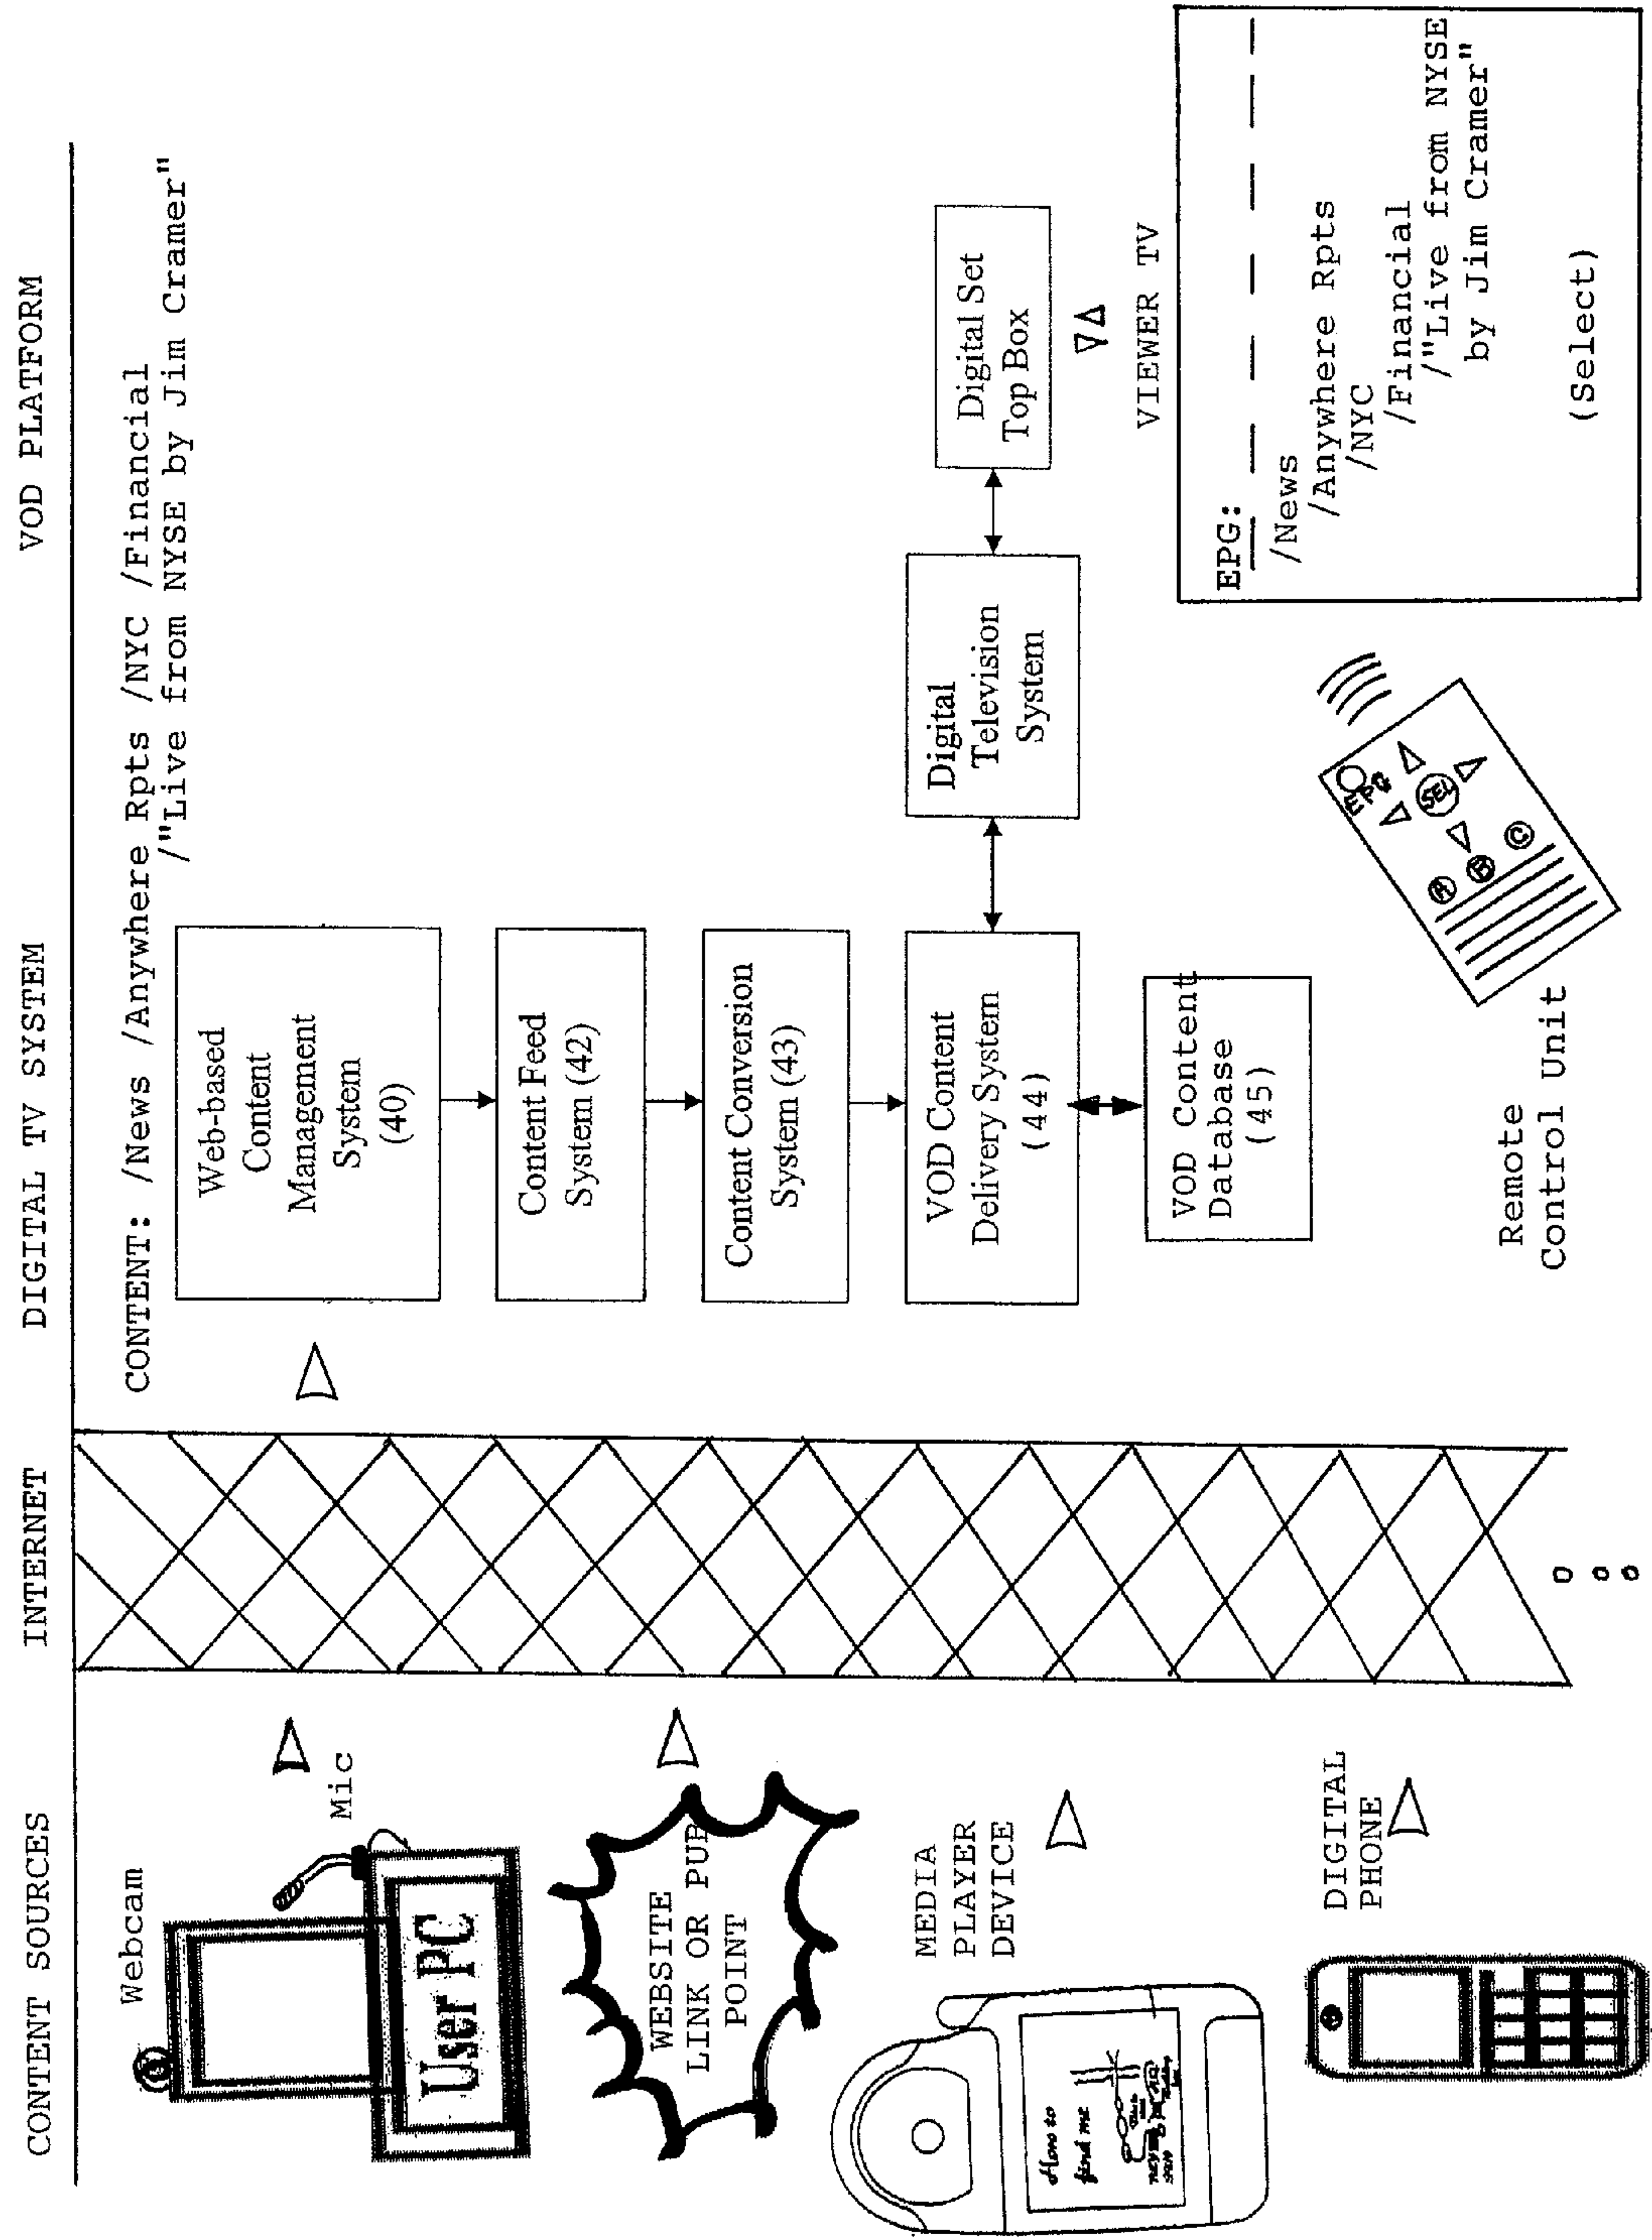 CONTENT SOURCES
INTERNET
DIGITAL TV SYSTEM
VOD PLATFORM
CONTENT: /News /Anywhere Rpts /NYC /Financial
/"Live from NYSE by Jim Cramer"
Webcam
Mic
User PC
WEBSITE
LINK OR PUB
POINT
MEDIA
PLAYER
DEVICE
How to
find me
DIGITAL
PHONE
Web-based
Content
Management
System
(40)
Content Feed
System (42)
Content Conversion
System (43)
VOD Content
Delivery System
(44)
VOD Content
Database
(45)
Digital
Television
System
Digital Set
Top Box
VIEWER TV
EPG:
/News
/Anywhere Rpts
/NYC
/Financial
/"Live from NYSE
by Jim Cramer"
(Select)
EPG
SEL
A
B
C
Remote
Control Unit